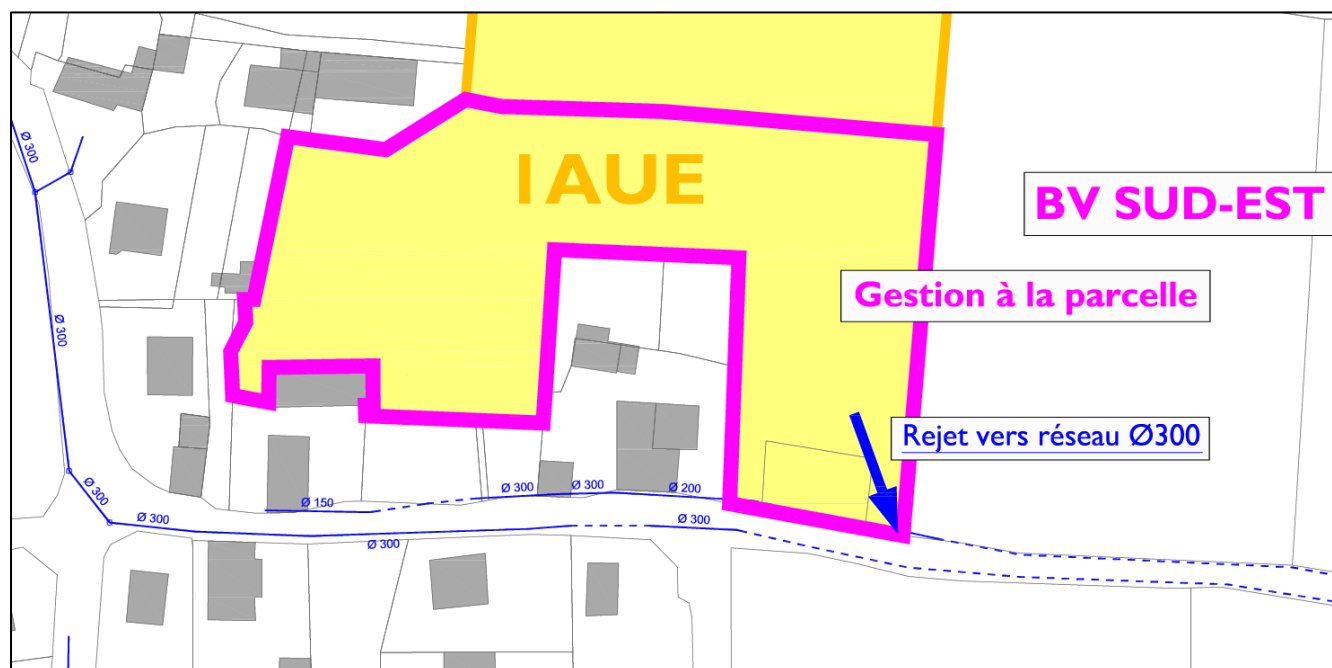 1AUE
BV SUD-EST
Gestion à la parcelle
Rejet vers réseau Ø300
Ø 300
Ø 300
Ø 300
Ø 300
Ø 300
Ø 150
Ø 300
Ø 300
Ø 200
Ø 300